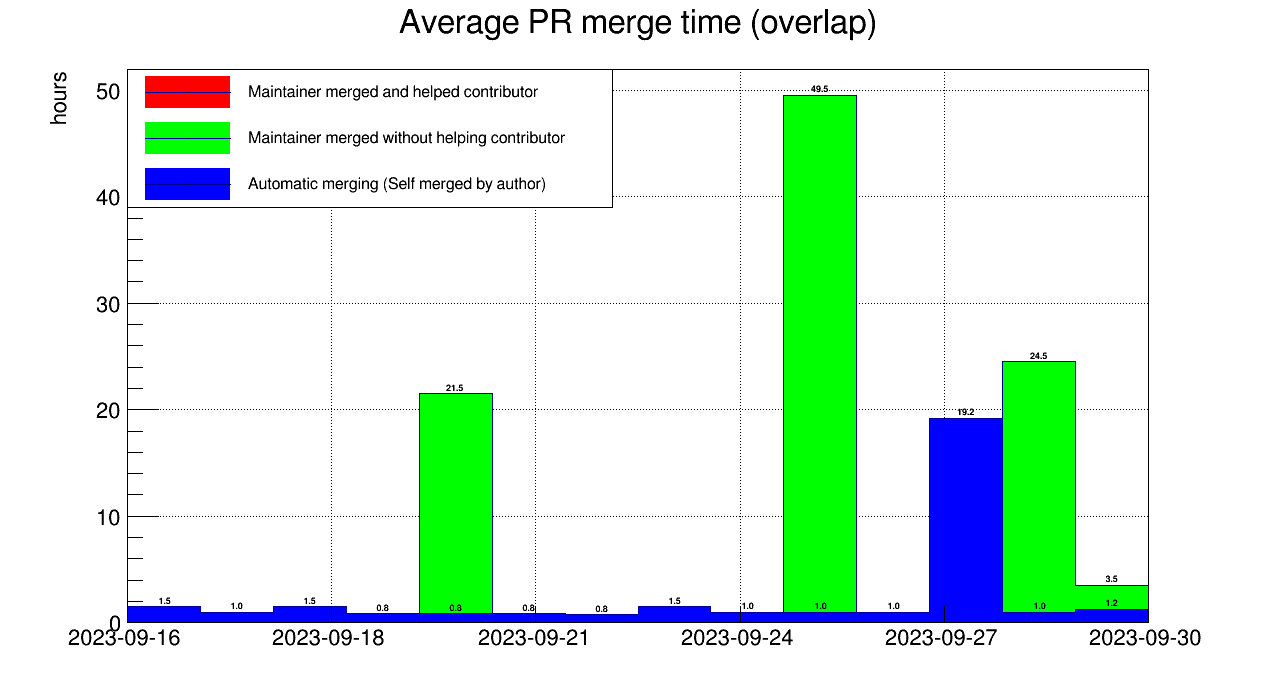 Average PR merge time (overlap)
hours
50
40
30
20
10
0
Maintainer merged and helped contributor
Maintainer merged without helping contributor
Automatic merging (Self merged by author)
49.5
24.5
21.5
19.2
3.5
1.5 1.0 1.5 0.8 0.8 0.8 0.8 1.5 1.0 1.0 1.0 1.0 1.2
2023-09-16 2023-09-18 2023-09-21 2023-09-24 2023-09-27 2023-09-30